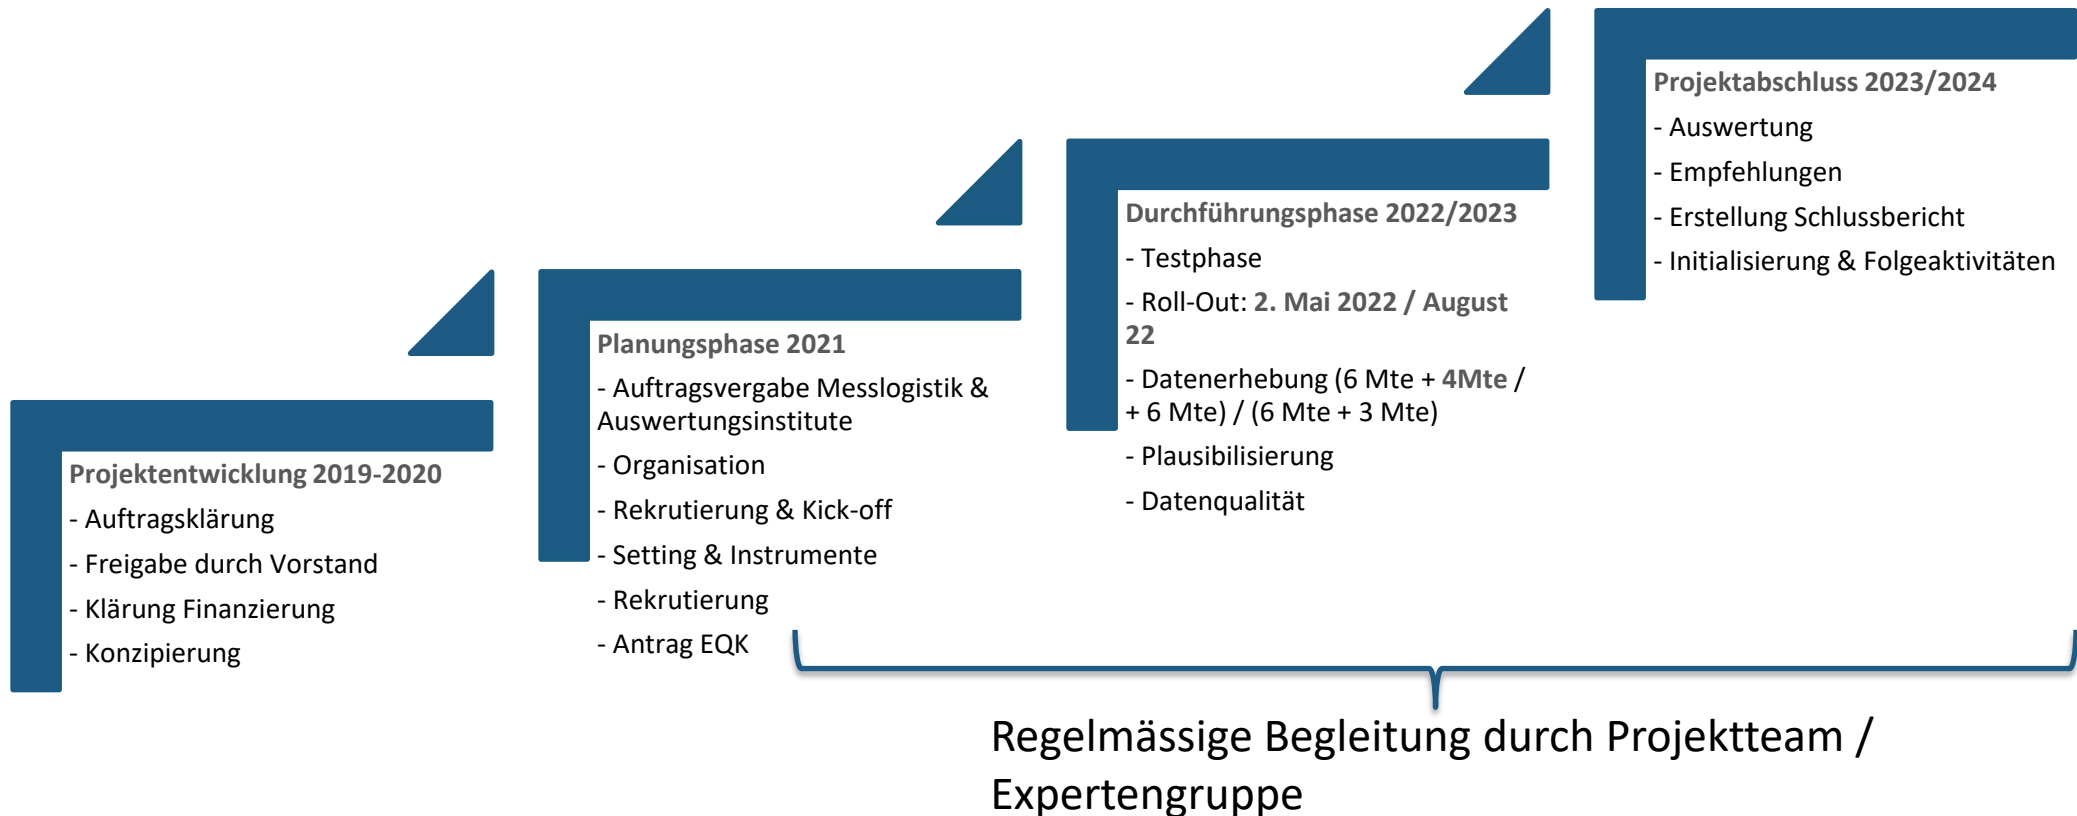 Projektentwicklung 2019-2020
- Auftragsklärung
- Freigabe durch Vorstand
- Klärung Finanzierung
- Konzipierung
Planungsphase 2021
- Auftragsvergabe Messlogistik &
Auswertungsinstitute
- Organisation
- Rekrutierung & Kick-off
- Setting & Instrumente
- Rekrutierung
- Antrag EQK
Durchführungsphase 2022/2023
- Testphase
- Roll-Out: 2. Mai 2022 / August
22
- Datenerhebung (6 Mte + 4Mte /
+ 6 Mte) / (6 Mte + 3 Mte)
- Plausibilisierung
- Datenqualität
Projektabschluss 2023/2024
- Auswertung
- Empfehlungen
- Erstellung Schlussbericht
- Initialisierung & Folgeaktivitäten
Regelmässige Begleitung durch Projektteam /
Expertengruppe